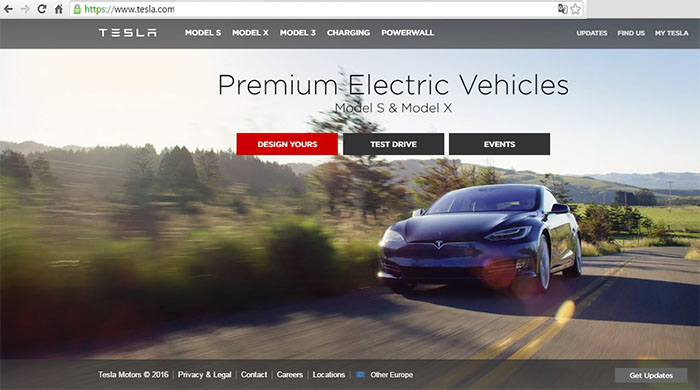 https://www.tesla.com
TESLA MODEL S MODEL X MODEL 3 CHARGING POWERWALL UPDATES FIND US MY TESLA
Premium Electric Vehicles
Model S & Model X
DESIGN YOURS TEST DRIVE EVENTS
Tesla Motors © 2016 | Privacy & Legal | Contact | Careers | Locations | Other Europe Get Updates